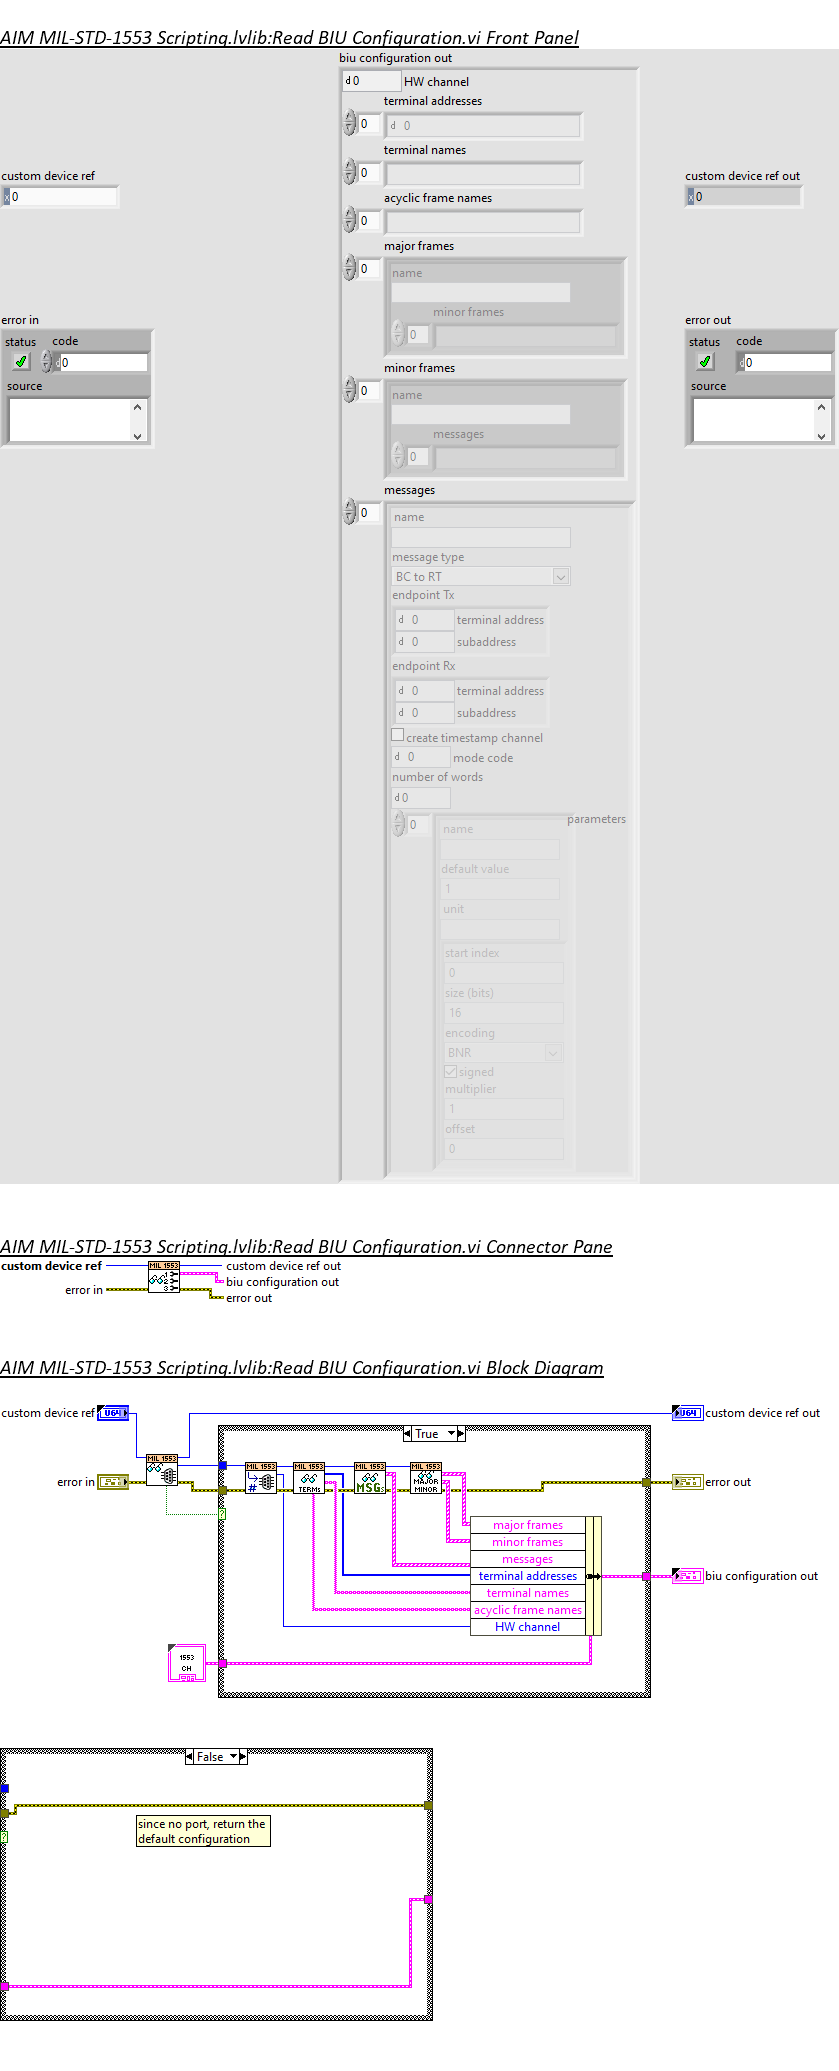 AIM MIL-STD-1553 Scripting.lvlib:Read BIU Configuration.vi Front Panel
biu configuration out
d 0 HW channel
terminal addresses
0 d 0
terminal names
0
custom device ref
x 0
custom device ref out
x 0
acyclic frame names
0
major frames
0
name
minor frames
0
error in
status code
d 0
source
error out
status code
d 0
source
minor frames
0
name
messages
0
messages
0
name
message type
BC to RT
endpoint Tx
d 0 terminal address
d 0 subaddress
endpoint Rx
d 0 terminal address
d 0 subaddress
create timestamp channel
d 0 mode code
number of words
d 0
0 parameters
name
default value
1
unit
start index
0
size (bits)
16
encoding
BNR
signed
multiplier
1
offset
0
AIM MIL-STD-1553 Scripting.lvlib:Read BIU Configuration.vi Connector Pane
custom device ref MIL 1553 custom device ref out
biu configuration out
error in error out
AIM MIL-STD-1553 Scripting.lvlib:Read BIU Configuration.vi Block Diagram
custom device ref U64 U64 custom device ref out
True
MIL 1553 MIL 1553 MIL 1553 MIL 1553 MIL 1553
error in # TERMs MSGs MAJOR MINOR error out
?
major frames
minor frames
messages
terminal addresses biu configuration out
terminal names
acyclic frame names
HW channel
1553
CH
False
since no port, return the
default configuration
?